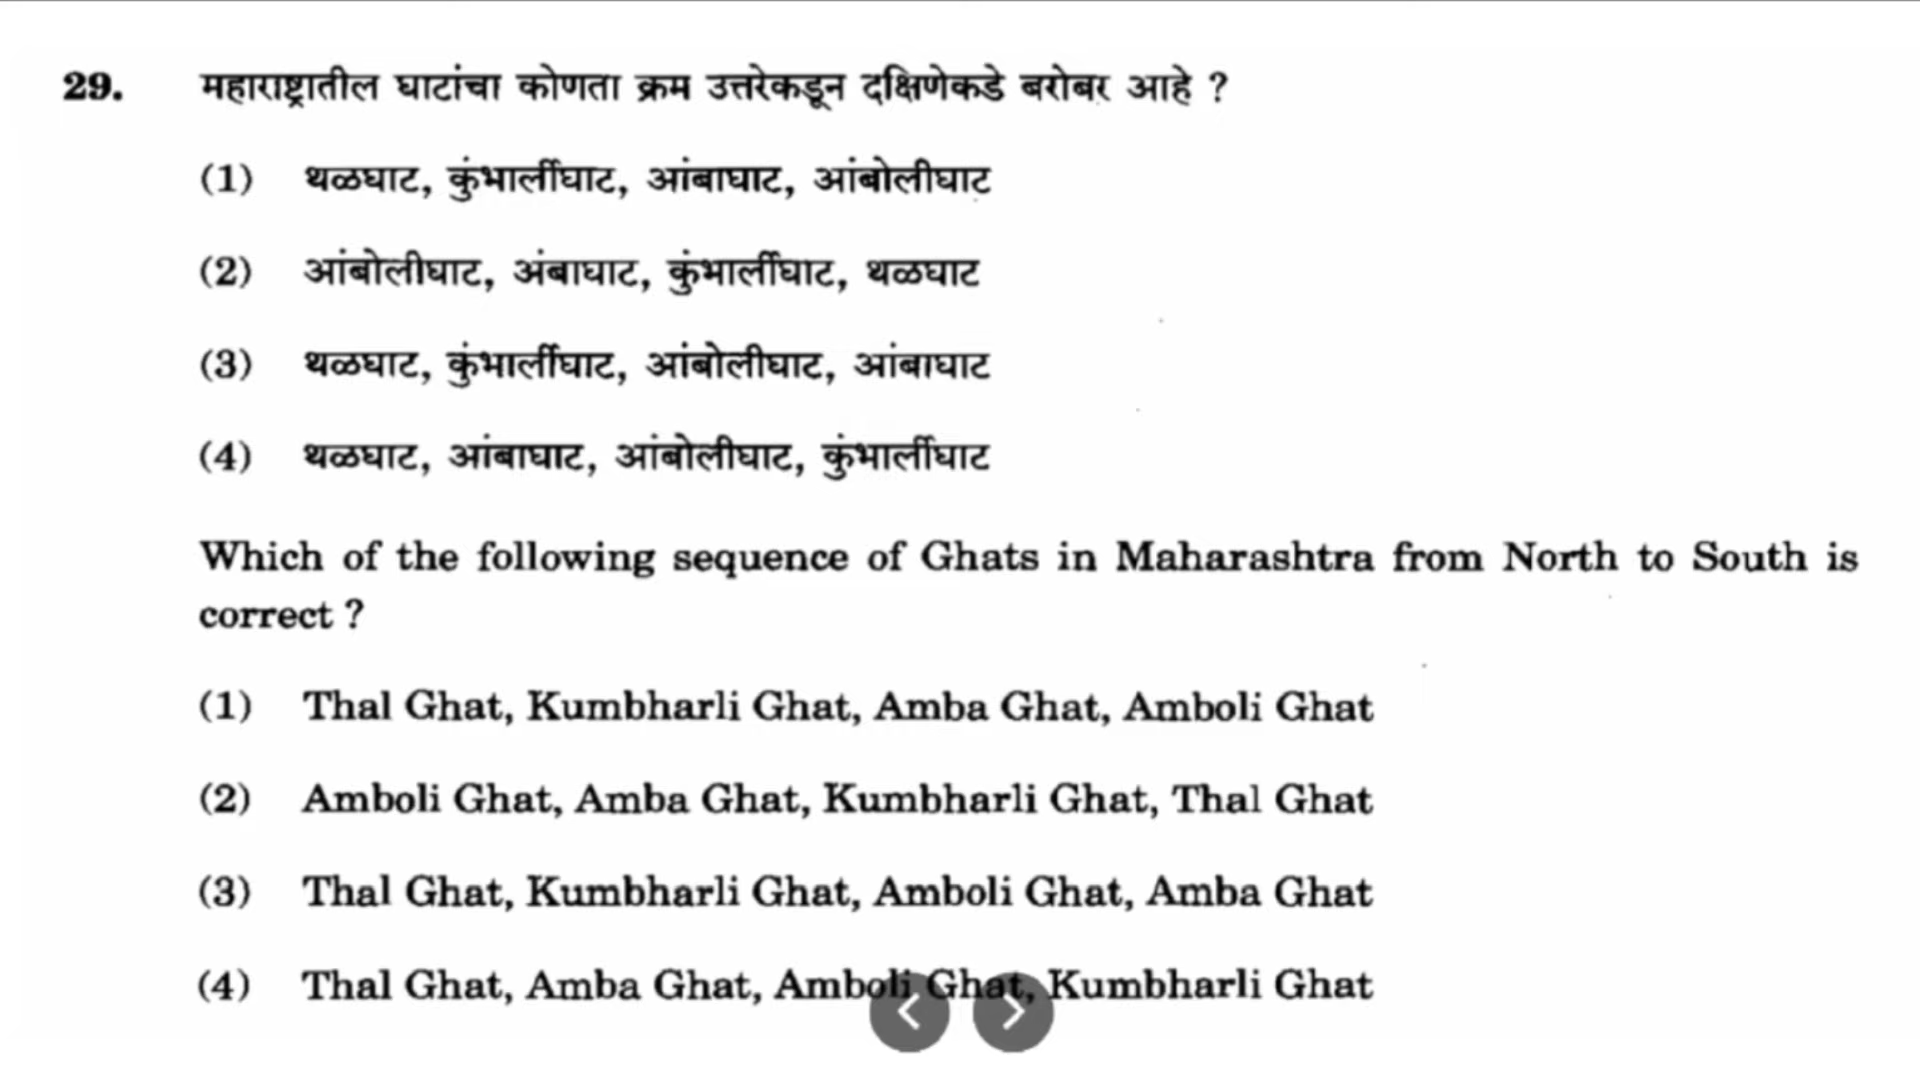 29. महाराष्ट्रातील घाटांचा कोणता क्रम उत्तरेकडून दक्षिणेकडे बरोबर आहे ?
(1) थळघाट, कुंभार्लीघाट, आंबाघाट, आंबोलीघाट
(2) आंबोलीघाट, अंबाघाट, कुंभार्लीघाट, थळघाट
(3) थळघाट, कुंभार्लीघाट, आंबोलीघाट, आंबाघाट
(4) थळघाट, आंबाघाट, आंबोलीघाट, कुंभार्लीघाट
Which of the following sequence of Ghats in Maharashtra from North to South is
correct ?
(1) Thal Ghat, Kumbharli Ghat, Amba Ghat, Amboli Ghat
(2) Amboli Ghat, Amba Ghat, Kumbharli Ghat, Thal Ghat
(3) Thal Ghat, Kumbharli Ghat, Amboli Ghat, Amba Ghat
(4) Thal Ghat, Amba Ghat, Amboli Ghat, Kumbharli Ghat